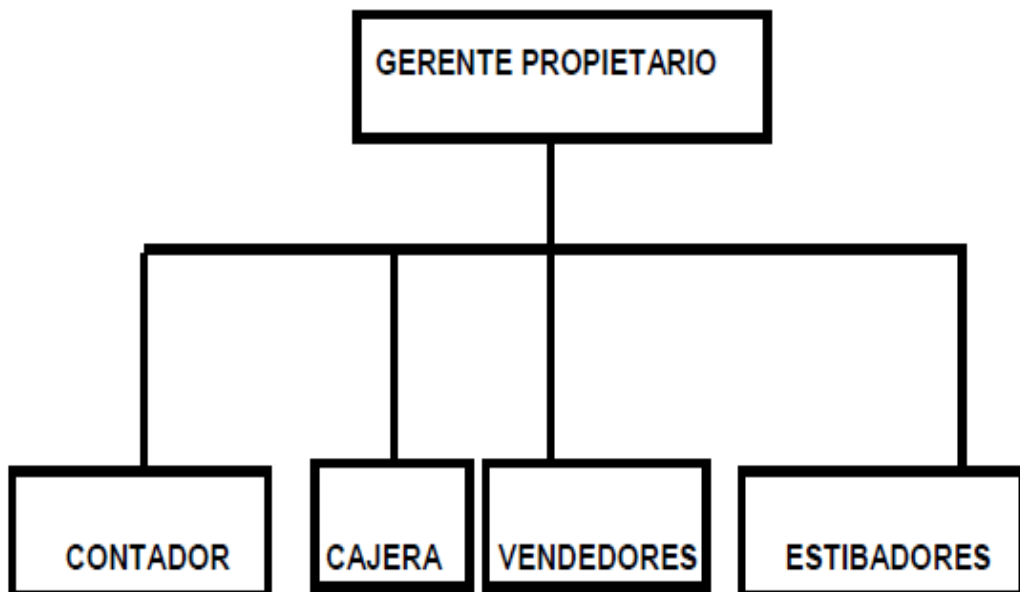 GERENTE PROPIETARIO
CONTADOR
CAJERA
VENDEDORES
ESTIBADORES